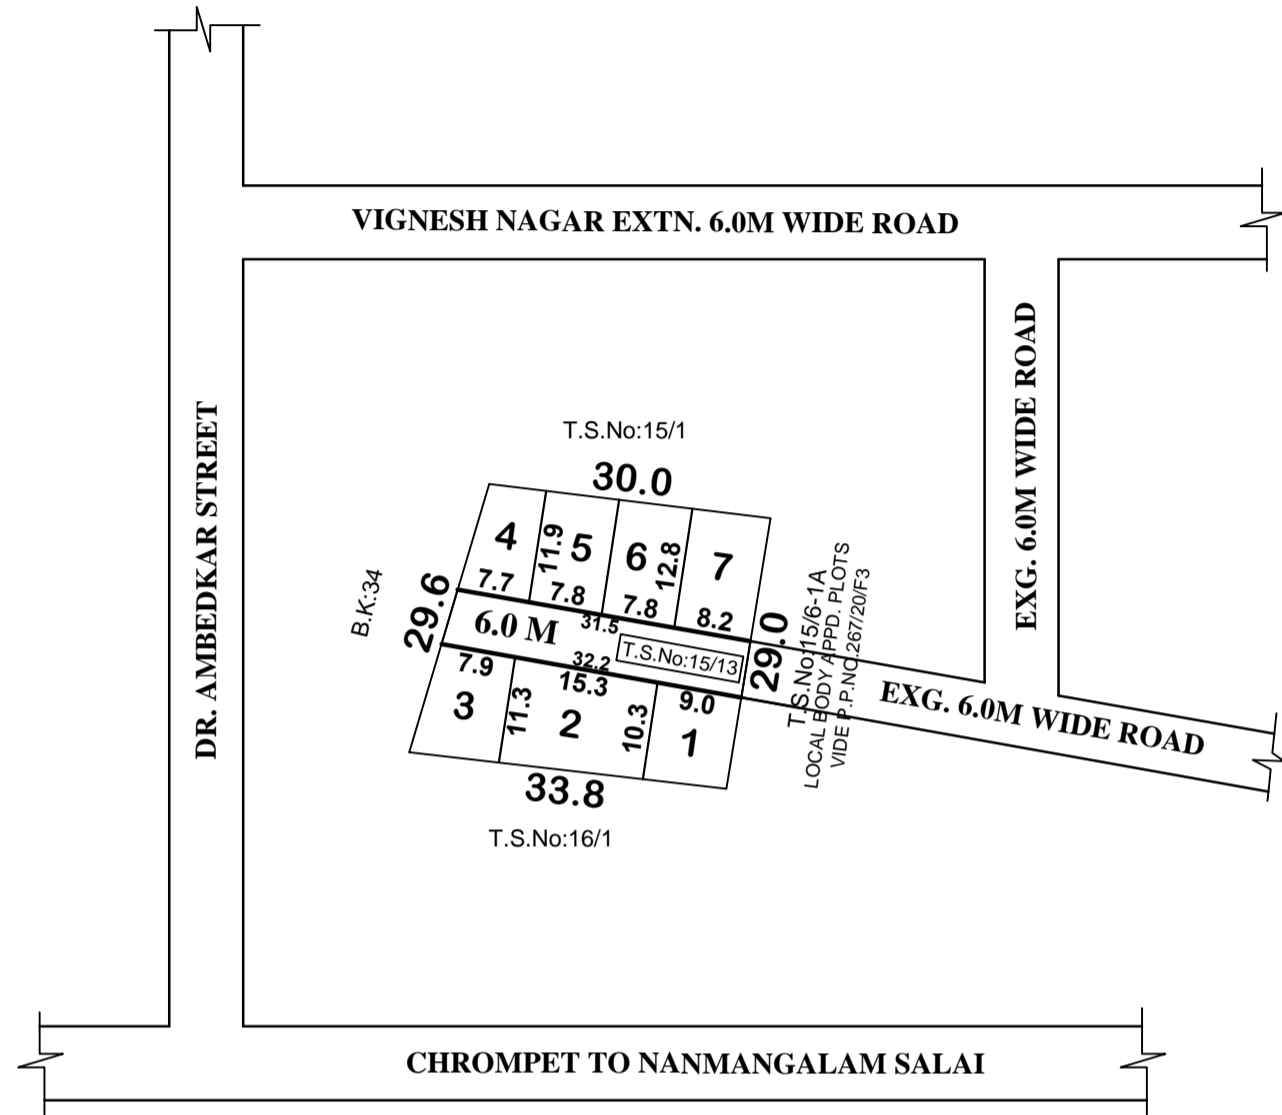 VIGNESH NAGAR EXTN. 6.0M WIDE ROAD
DR. AMBEDKAR STREET
EXG. 6.0M WIDE ROAD
T.S.No:15/1
30.0
4
11.9
5
6
12.8
7
7.7
7.8
7.8
8.2
B.K:34
29.6
6.0 M
31.5
T.S.No:15/13
32.2
29.0
T.S.No:15/6-1A
LOCAL BODY APPD. PLOTS
VIDE P.P.NO.267/20/F3
EXG. 6.0M WIDE ROAD
7.9
15.3
9.0
3
11.3
2
10.3
1
33.8
T.S.No:16/1
CHROMPET TO NANMANGALAM SALAI